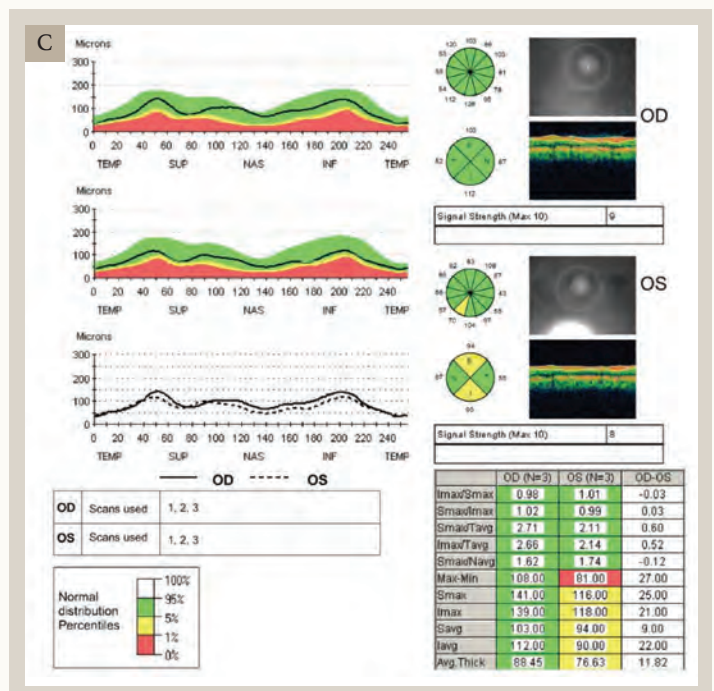 C
Microns
300
200
100
0
0 20 40 60 80 100 120 140 160 180 200 220 240
TEMP SUP NAS INF TEMP
Microns
300
200
100
0
0 20 40 60 80 100 120 140 160 180 200 220 240
TEMP SUP NAS INF TEMP
Microns
300
200
100
0
0 20 40 60 80 100 120 140 160 180 200 220 240
TEMP SUP NAS INF TEMP
OD OS
OD Scans used 1, 2, 3
OS Scans used 1, 2, 3
Normal
distribution
Percentiles
100%
95%
5%
1%
0%
OD
103
S
N
I
T
112
Signal Strength (Max 10) 9
OS
94
S
I
90
104
70
Signal Strength (Max 10) 8
OD (N=3) OS (N=3) OD-OS
Imax/Smax 0.98 1.01 -0.03
Smax/Imax 1.02 0.99 0.03
Smax/Tavg 2.71 2.11 0.60
Imax/Tavg 2.66 2.14 0.52
Smax/Navg 1.62 1.74 -0.12
Max-Min 108.00 81.00 27.00
Smax 141.00 116.00 25.00
Imax 139.00 118.00 21.00
Savg 103.00 94.00 9.00
Iavg 112.00 90.00 22.00
Avg.Thick 88.45 76.63 11.82